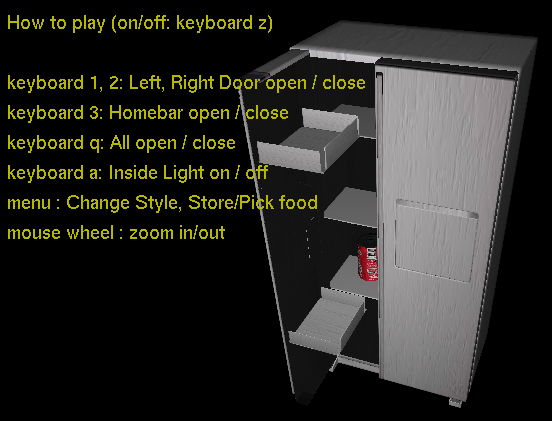 How to play (on/off: keyboard z)
keyboard 1, 2: Left, Right Door open / close
keyboard 3: Homebar open / close
keyboard q: All open / close
keyboard a: Inside Light on / off
menu : Change Style, Store/Pick food
mouse wheel : zoom in/out